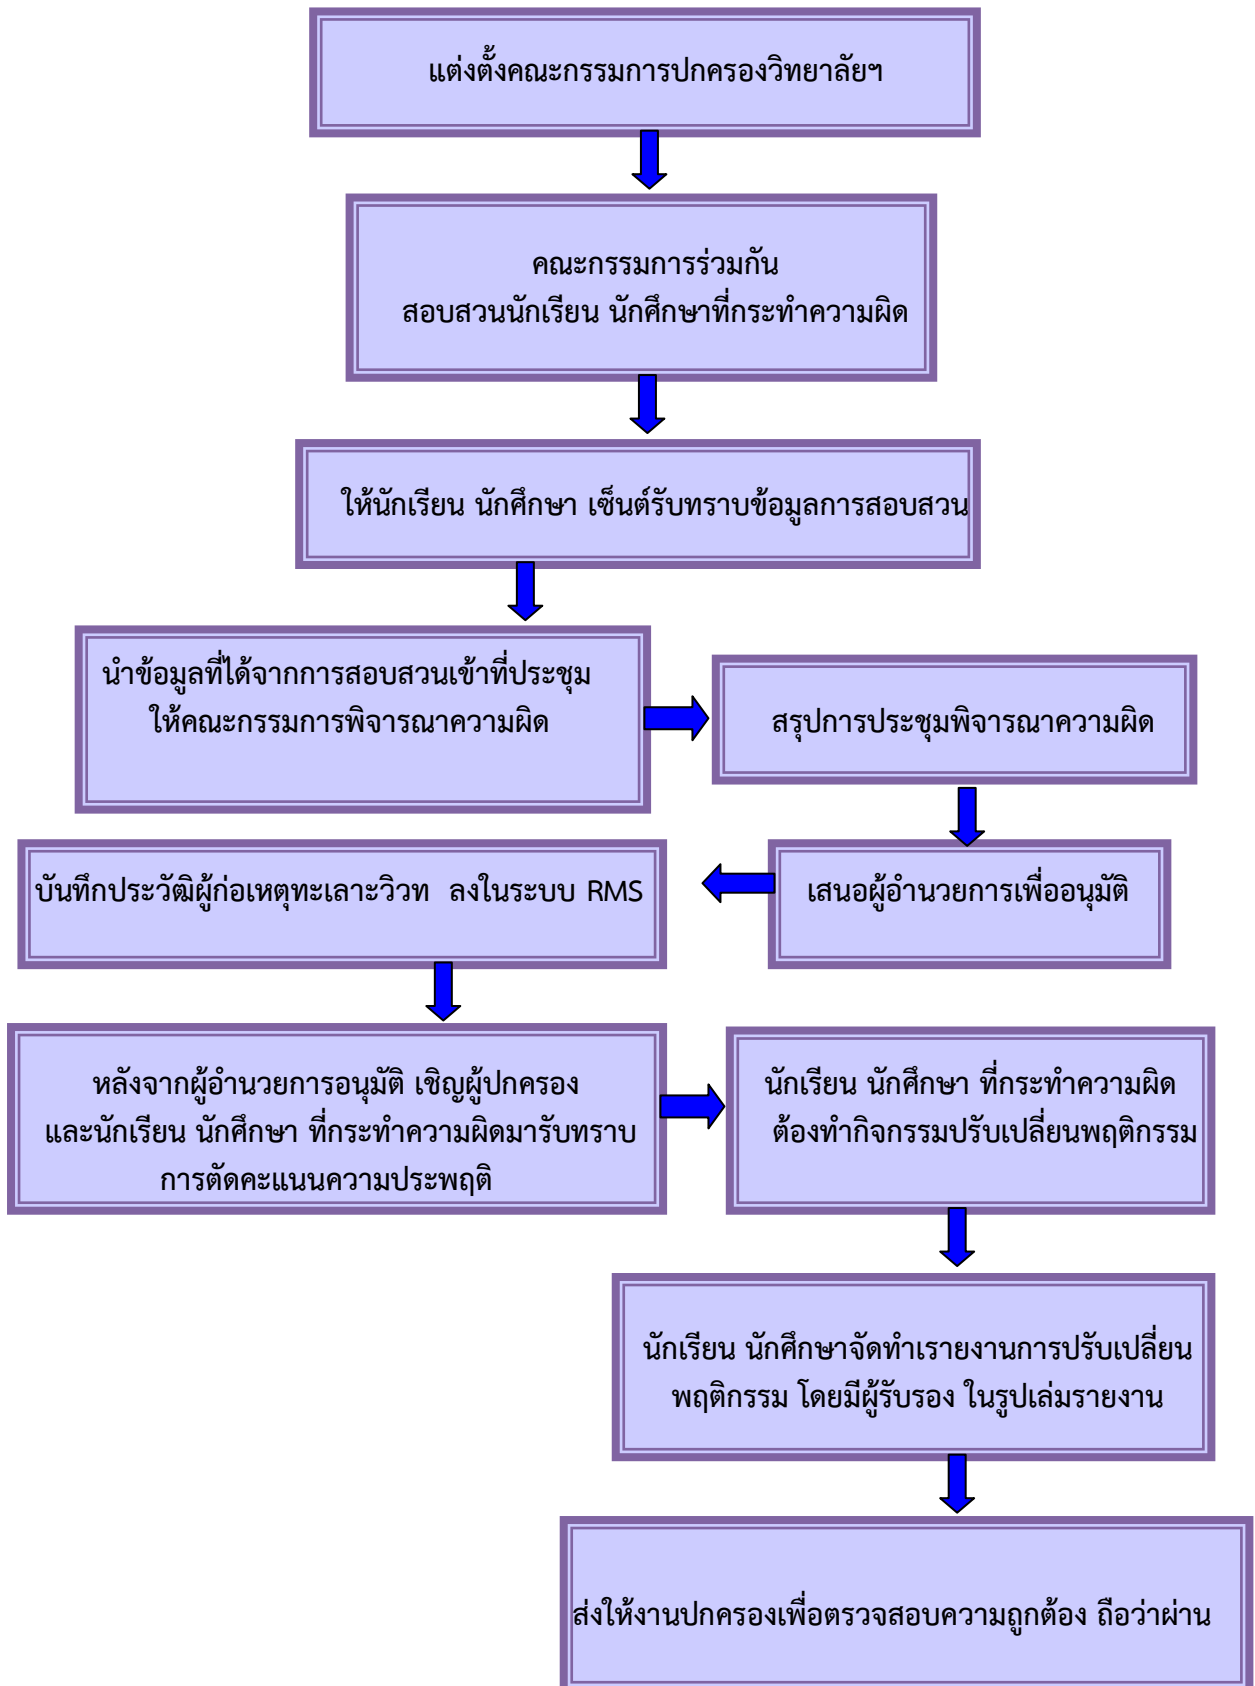 แต่งตั้งคณะกรรมการปกครองวิทยาลัยฯ
คณะกรรมการร่วมกัน
สอบสวนนักเรียน นักศึกษาที่กระทำความผิด
ให้นักเรียน นักศึกษา เซ็นต์รับทราบข้อมูลการสอบสวน
นำข้อมูลที่ได้จากการสอบสวนเข้าที่ประชุม
ให้คณะกรรมการพิจารณาความผิด
สรุปการประชุมพิจารณาความผิด
เสนอผู้อำนวยการเพื่ออนุมัติ
บันทึกประวัฒิผู้ก่อเหตุทะเลาะวิวท ลงในระบบ RMS
หลังจากผู้อำนวยการอนุมัติ เชิญผู้ปกครอง
และนักเรียน นักศึกษา ที่กระทำความผิดมารับทราบ
การตัดคะแนนความประพฤติ
นักเรียน นักศึกษา ที่กระทำความผิด
ต้องทำกิจกรรมปรับเปลี่ยนพฤติกรรม
นักเรียน นักศึกษาจัดทำเรายงานการปรับเปลี่ยน
พฤติกรรม โดยมีผู้รับรอง ในรูปเล่มรายงาน
ส่งให้งานปกครองเพื่อตรวจสอบความถูกต้อง ถือว่าผ่าน